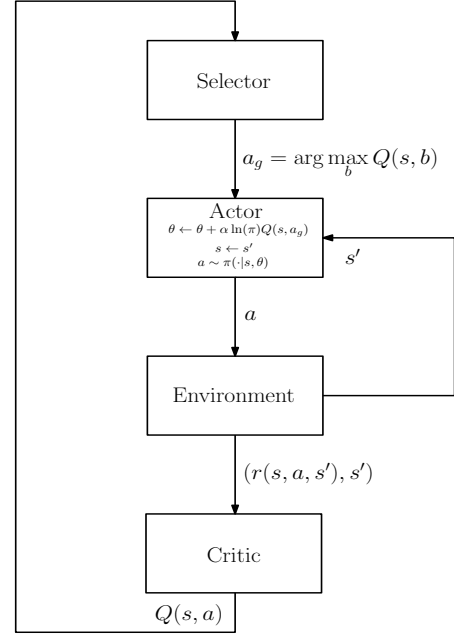 Selector
a_g = arg max_b Q(s, b)
Actor
θ ← θ + α ln(π)Q(s, a_g)
s ← s′
a ∼ π(·|s, θ)
s′
a
Environment
(r(s, a, s′), s′)
Critic
Q(s, a)